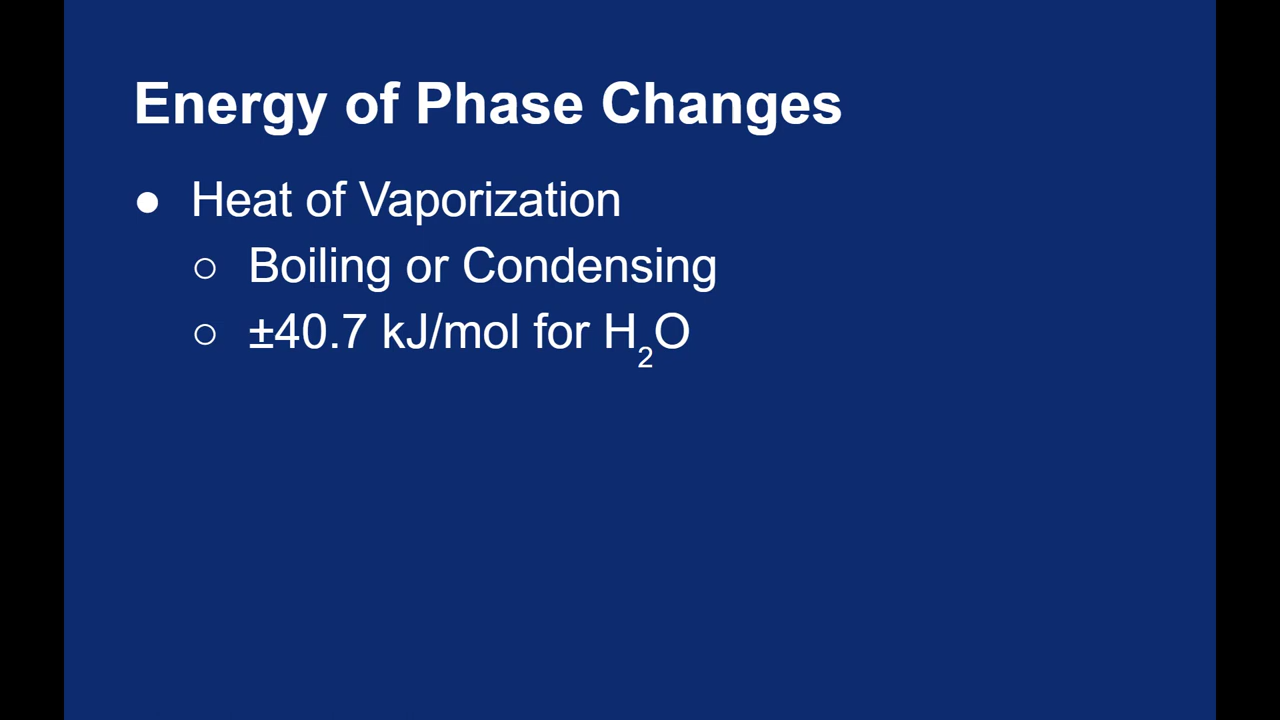 Energy of Phase Changes
● Heat of Vaporization
○ Boiling or Condensing
○ ±40.7 kJ/mol for H₂O